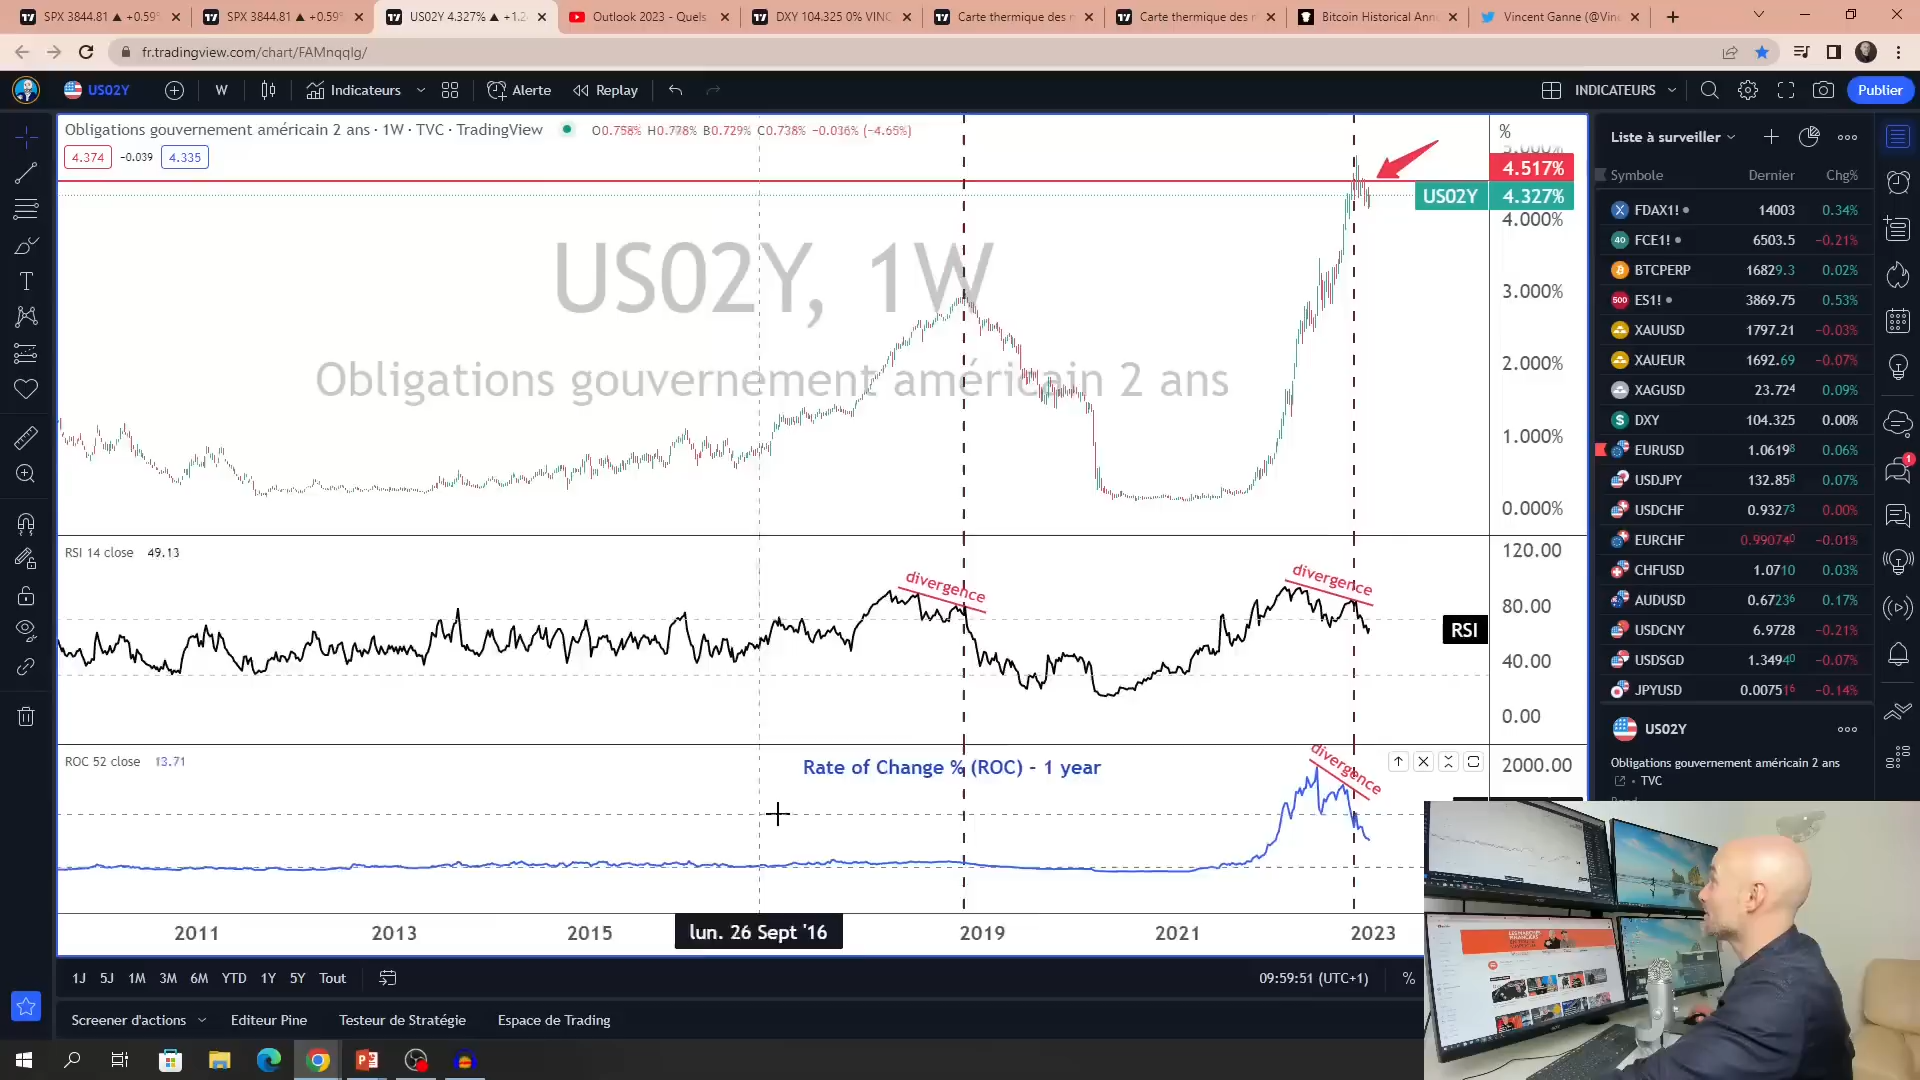 SPX 3844.81 ▲ +0.59%
SPX 3844.81 ▲ +0.59%
US02Y 4.327% ▲ +1.2
Outlook 2023 - Quels
DXY 104.325 0% VINC
Carte thermique des
Carte thermique des
Bitcoin Historical Ann
Vincent Ganne (@Vin
fr.tradingview.com/chart/FAMnqqIg/
US02Y
W
Indicateurs
Alerte
Replay
INDICATEURS
Publier
Obligations gouvernement américain 2 ans · 1W · TVC · TradingView
O0.758% H0.778% B0.729% C0.738% −0.036% (−4.65%)
4.374 -0.039 4.335
%
5.000%
4.517%
US02Y 4.327%
4.000%
3.000%
2.000%
1.000%
0.000%
US02Y, 1W
Obligations gouvernement américain 2 ans
RSI 14 close 49.13
divergence
divergence
120.00
80.00
RSI
40.00
0.00
ROC 52 close 13.71
Rate of Change % (ROC) - 1 year
divergence
2000.00
2011
2013
2015
lun. 26 Sept '16
2019
2021
2023
1J 5J 1M 3M 6M YTD 1Y 5Y Tout
09:59:51 (UTC+1)
%
Screener d'actions
Editeur Pine
Testeur de Stratégie
Espace de Trading
Liste à surveiller
Symbole Dernier Chg%
FDAX1! 14003 0.34%
40 FCE1! 6503.5 −0.21%
BTCPERP 16829.3 0.02%
500 ES1! 3869.75 0.53%
XAUUSD 1797.21 −0.03%
XAUEUR 1692.69 −0.07%
XAGUSD 23.724 0.09%
DXY 104.325 0.00%
EURUSD 1.06198 0.06%
USDJPY 132.858 0.07%
USDCHF 0.93273 0.00%
EURCHF 0.990740 −0.01%
CHFUSD 1.0710 0.03%
AUDUSD 0.67236 0.17%
USDCNY 6.9728 −0.21%
USDSGD 1.34940 −0.07%
JPYUSD 0.007516 −0.14%
1
US02Y
Obligations gouvernement américain 2 ans
TVC